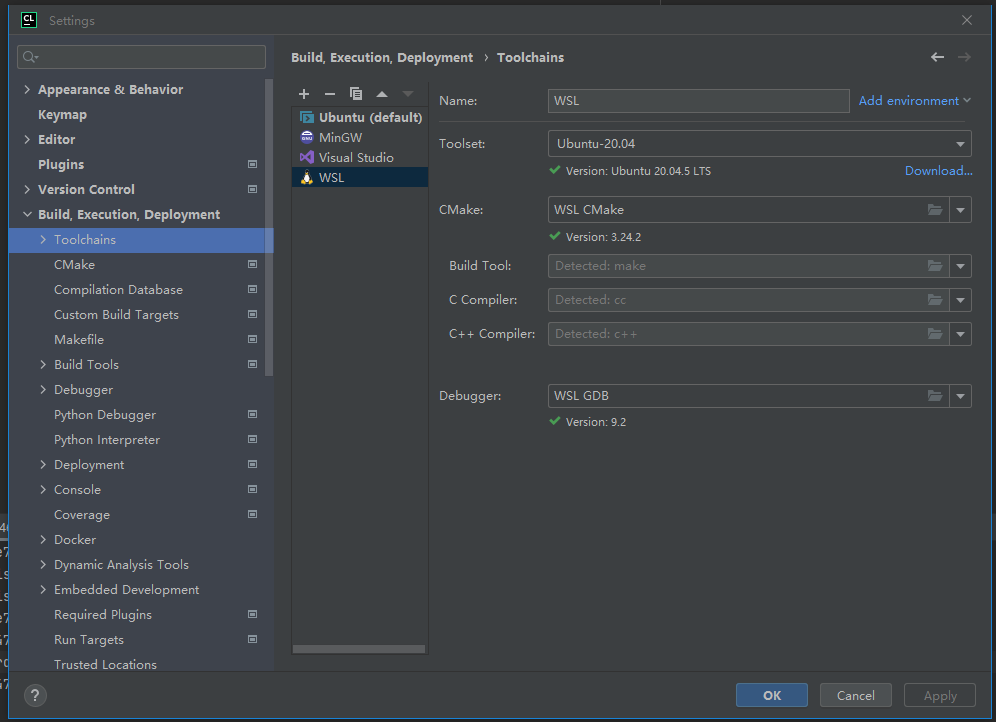 CL Settings
Build, Execution, Deployment › Toolchains
Appearance & Behavior
Keymap
Editor
Plugins
Version Control
Build, Execution, Deployment
Toolchains
CMake
Compilation Database
Custom Build Targets
Makefile
Build Tools
Debugger
Python Debugger
Python Interpreter
Deployment
Console
Coverage
Docker
Dynamic Analysis Tools
Embedded Development
Required Plugins
Run Targets
Trusted Locations
Ubuntu (default)
MinGW
Visual Studio
WSL
Name: WSL Add environment
Toolset: Ubuntu-20.04
Version: Ubuntu 20.04.5 LTS Download...
CMake: WSL CMake
Version: 3.24.2
Build Tool: Detected: make
C Compiler: Detected: cc
C++ Compiler: Detected: c++
Debugger: WSL GDB
Version: 9.2
? OK Cancel Apply